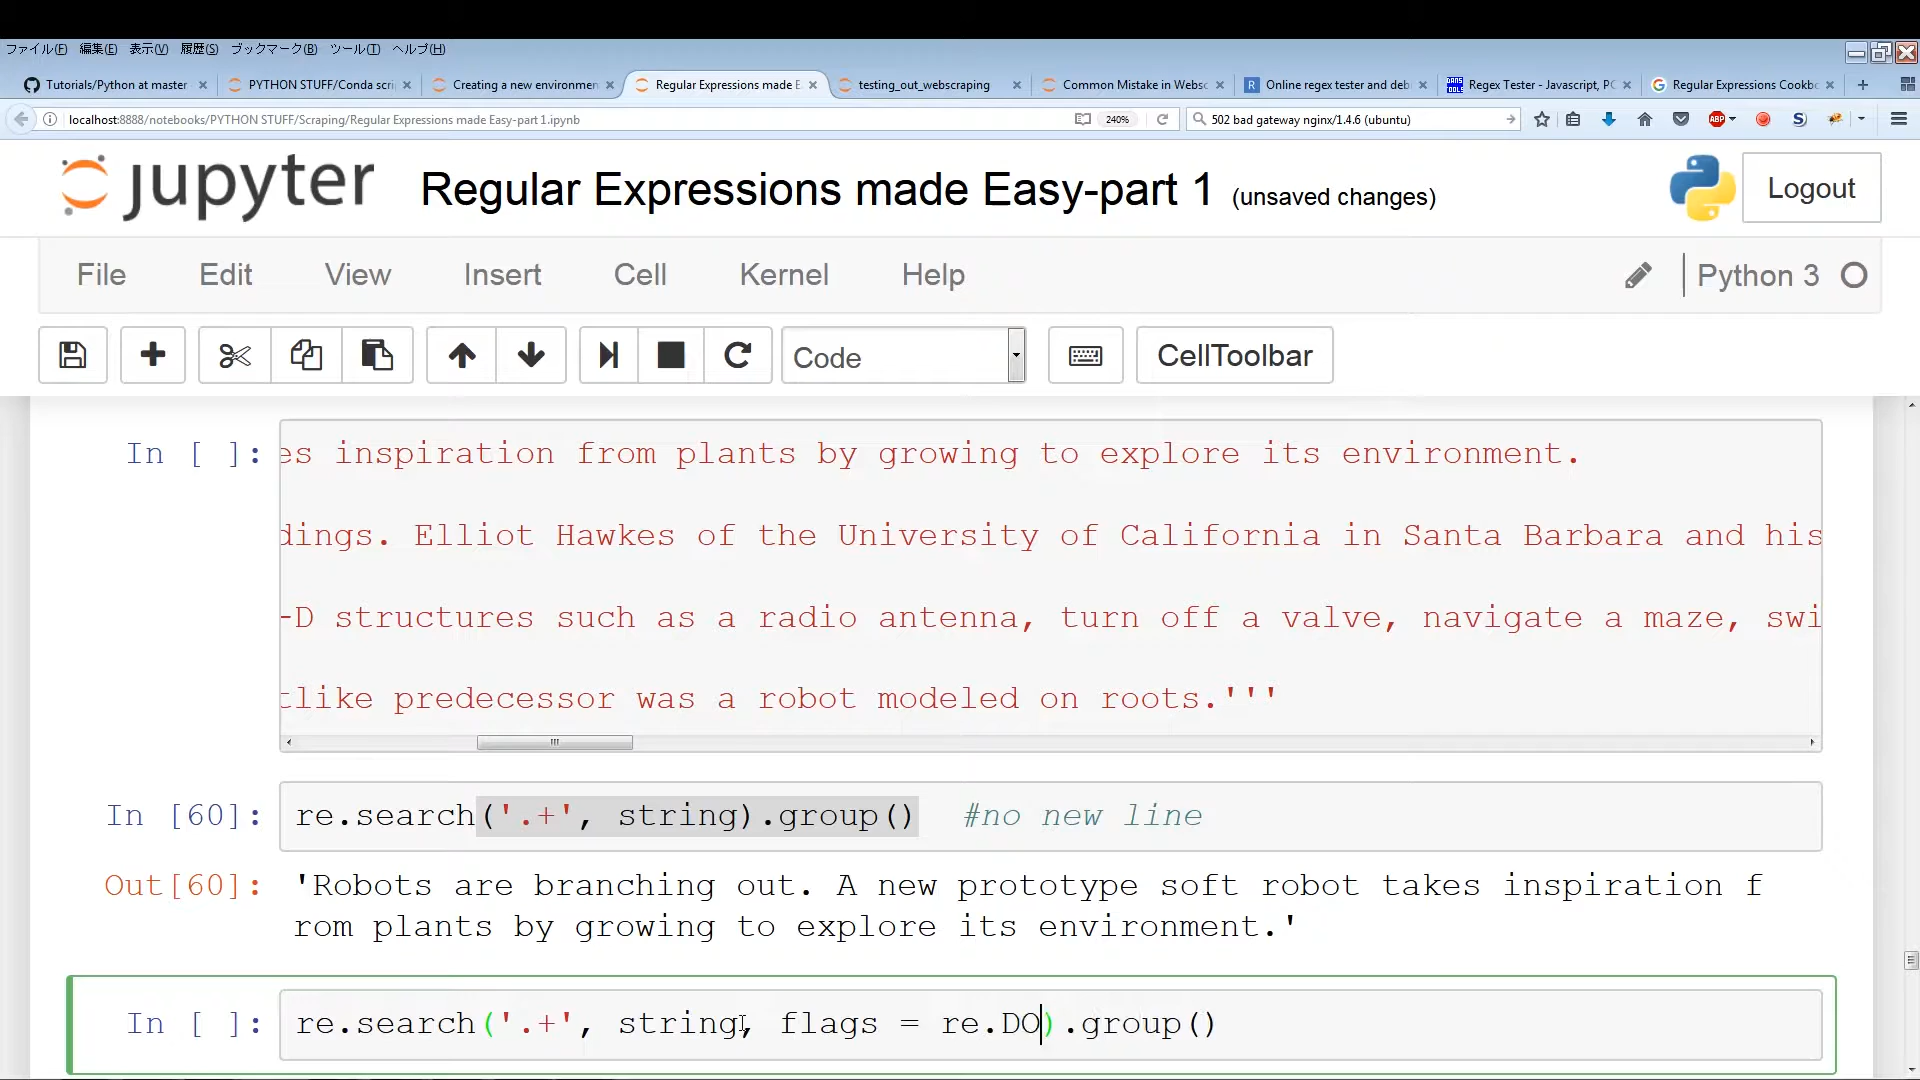 ファイル(F) 編集(E) 表示(V) 履歴(S) ブックマーク(B) ツール(T) ヘルプ(H)
Tutorials/Python at master PYTHON STUFF/Conda scri Creating a new environmen Regular Expressions made E testing_out_webscraping Common Mistake in Websc Online regex tester and deb Regex Tester - Javascript, PC Regular Expressions Cookb
localhost:8888/notebooks/PYTHON STUFF/Scraping/Regular Expressions made Easy-part 1.ipynb 240% 502 bad gateway nginx/1.4.6 (ubuntu) ABP S
jupyter Regular Expressions made Easy-part 1 (unsaved changes) Logout
File Edit View Insert Cell Kernel Help Python 3
Code CellToolbar
In [ ]: es inspiration from plants by growing to explore its environment.
dings. Elliot Hawkes of the University of California in Santa Barbara and his
-D structures such as a radio antenna, turn off a valve, navigate a maze, swi
tlike predecessor was a robot modeled on roots.'''
In [60]: re.search('.+', string).group() #no new line
Out[60]: 'Robots are branching out. A new prototype soft robot takes inspiration f
rom plants by growing to explore its environment.'
In [ ]: re.search('.+', string, flags = re.DO).group()